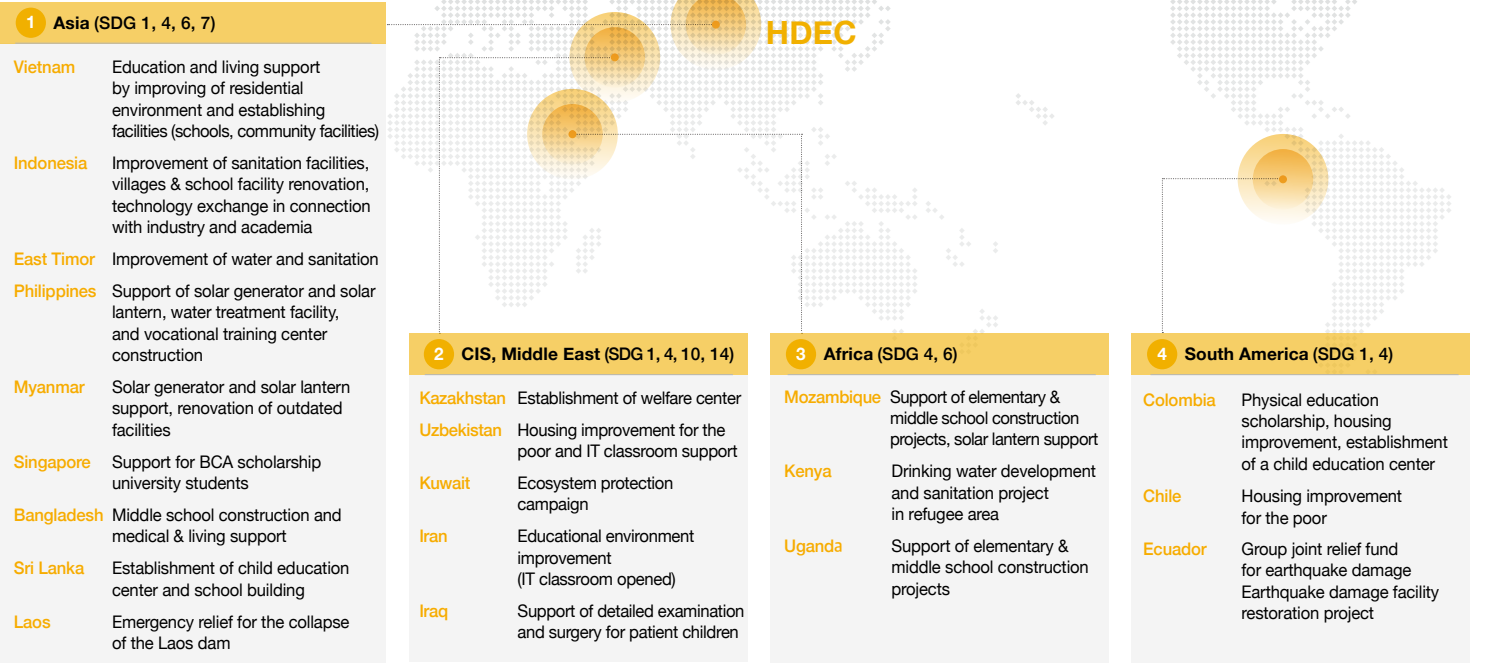 1 Asia (SDG 1, 4, 6, 7)
Vietnam Education and living support
by improving of residential
environment and establishing
facilities (schools, community facilities)
Indonesia Improvement of sanitation facilities,
villages & school facility renovation,
technology exchange in connection
with industry and academia
East Timor Improvement of water and sanitation
Philippines Support of solar generator and solar
lantern, water treatment facility,
and vocational training center
construction
Myanmar Solar generator and solar lantern
support, renovation of outdated
facilities
Singapore Support for BCA scholarship
university students
Bangladesh Middle school construction and
medical & living support
Sri Lanka Establishment of child education
center and school building
Laos Emergency relief for the collapse
of the Laos dam
HDEC
2 CIS, Middle East (SDG 1, 4, 10, 14)
Kazakhstan Establishment of welfare center
Uzbekistan Housing improvement for the
poor and IT classroom support
Kuwait Ecosystem protection
campaign
Iran Educational environment
improvement
(IT classroom opened)
Iraq Support of detailed examination
and surgery for patient children
3 Africa (SDG 4, 6)
Mozambique Support of elementary &
middle school construction
projects, solar lantern support
Kenya Drinking water development
and sanitation project
in refugee area
Uganda Support of elementary &
middle school construction
projects
4 South America (SDG 1, 4)
Colombia Physical education
scholarship, housing
improvement, establishment
of a child education center
Chile Housing improvement
for the poor
Ecuador Group joint relief fund
for earthquake damage
Earthquake damage facility
restoration project